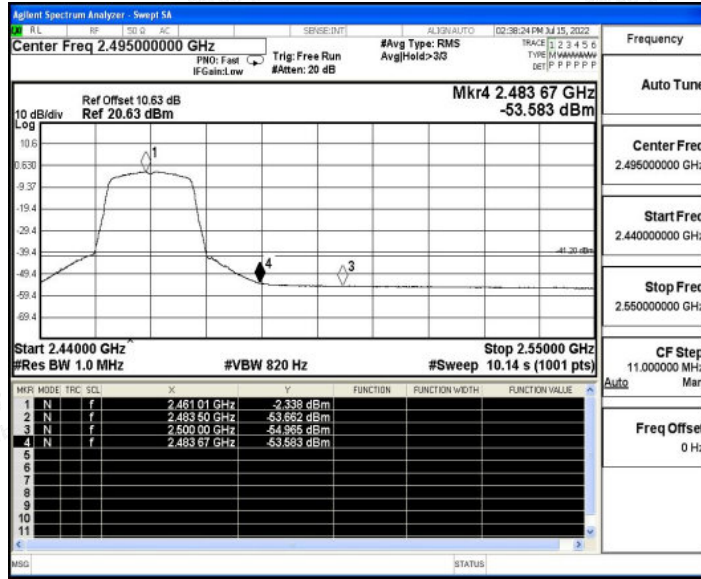 Agilent Spectrum Analyzer - Swept SA
RL RF 50 Ω AC SENSE:INT ALIGN AUTO 02:38:24 PM Jul 15, 2022
Center Freq 2.495000000 GHz
PNO: Fast
IFGain:Low
Trig: Free Run
#Atten: 20 dB
#Avg Type: RMS
Avg|Hold:>3/3
TRACE 1 2 3 4 5 6
TYPE
DET P P P P P P
Frequency
Auto Tune
Center Freq
2.495000000 GHz
Start Freq
2.440000000 GHz
Stop Freq
2.550000000 GHz
CF Step
11.000000 MHz
Auto Man
Freq Offset
0 Hz
Ref Offset 10.63 dB
10 dB/div Ref 20.63 dBm
Log
Mkr4 2.483 67 GHz
-53.583 dBm
10.6
0.630
-9.37
-19.4
-29.4
-39.4
-49.4
-59.4
-69.4
1
4
3
-41.20 dBm
Start 2.44000 GHz Stop 2.55000 GHz
#Res BW 1.0 MHz #VBW 820 Hz #Sweep 10.14 s (1001 pts)
MKR MODE TRC SCL X Y FUNCTION FUNCTION WIDTH FUNCTION VALUE
1 N f 2.461 01 GHz -2.338 dBm
2 N f 2.483 50 GHz -53.662 dBm
3 N f 2.500 00 GHz -54.965 dBm
4 N f 2.483 67 GHz -53.583 dBm
5
6
7
8
9
10
11
MSG STATUS